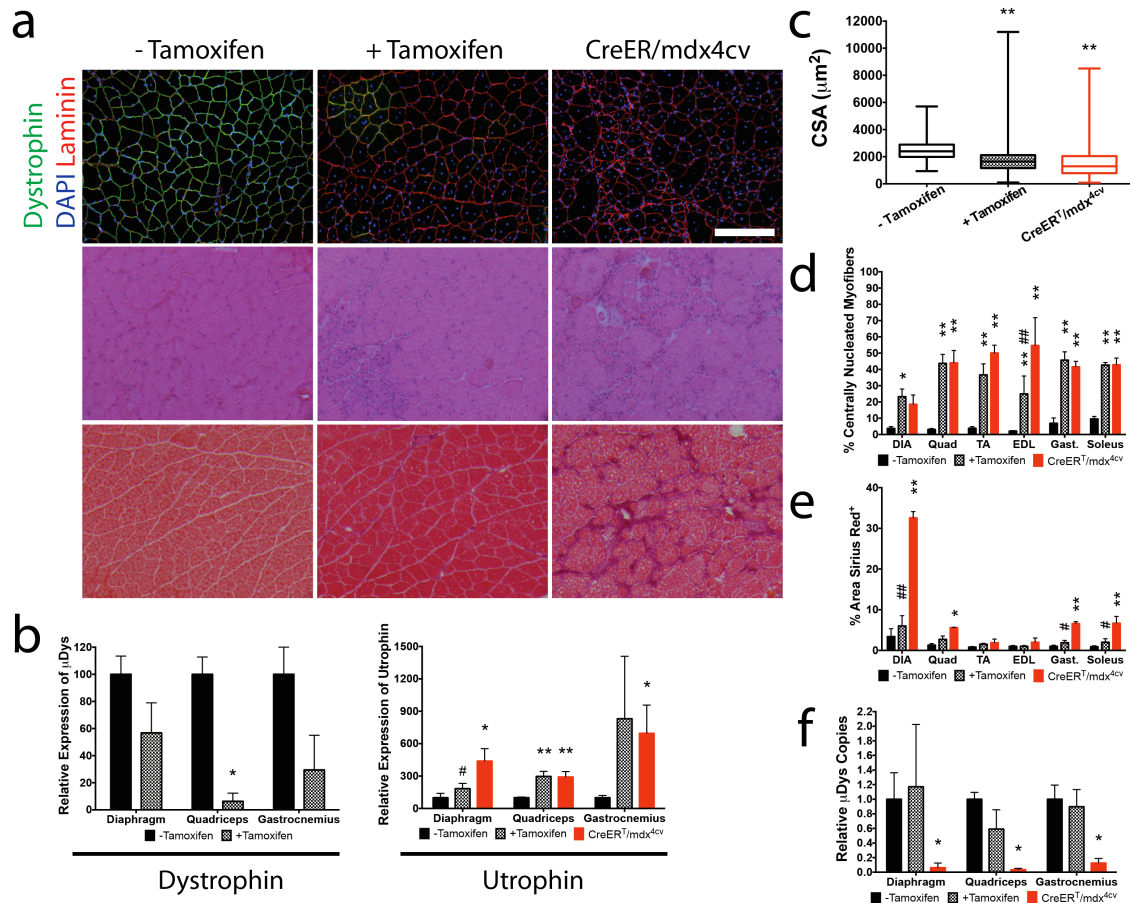 a
- Tamoxifen
+ Tamoxifen
CreER/mdx4cv
Dystrophin
DAPI Laminin
b
Relative Expression of μDys
120
100
80
60
40
20
0
*
Diaphragm Quadriceps Gastrocnemius
-Tamoxifen +Tamoxifen
Dystrophin
Relative Expression of Utrophin
1500
1200
900
600
300
0
# * ** ** *
Diaphragm Quadriceps Gastrocnemius
-Tamoxifen +Tamoxifen CreERT/mdx4cv
Utrophin
c
CSA (μm2)
12000
10000
8000
6000
4000
2000
0
** **
- Tamoxifen
+ Tamoxifen
CreERT/mdx4cv
d
% Centrally Nucleated Myofibers
100
90
80
70
60
50
40
30
20
10
0
* ** ** ** ** ** ## ** ** ** ** **
DIA Quad TA EDL Gast. Soleus
-Tamoxifen +Tamoxifen CreERT/mdx4cv
e
% Area Sirius Red+
40
30
20
10
0
## ** * # ** # **
DIA Quad TA EDL Gast. Soleus
-Tamoxifen +Tamoxifen CreERT/mdx4cv
f
Relative μDys Copies
2.2
2.0
1.8
1.6
1.4
1.2
1.0
0.8
0.6
0.4
0.2
0.0
* * *
Diaphragm Quadriceps Gastrocnemius
-Tamoxifen +Tamoxifen CreERT/mdx4cv